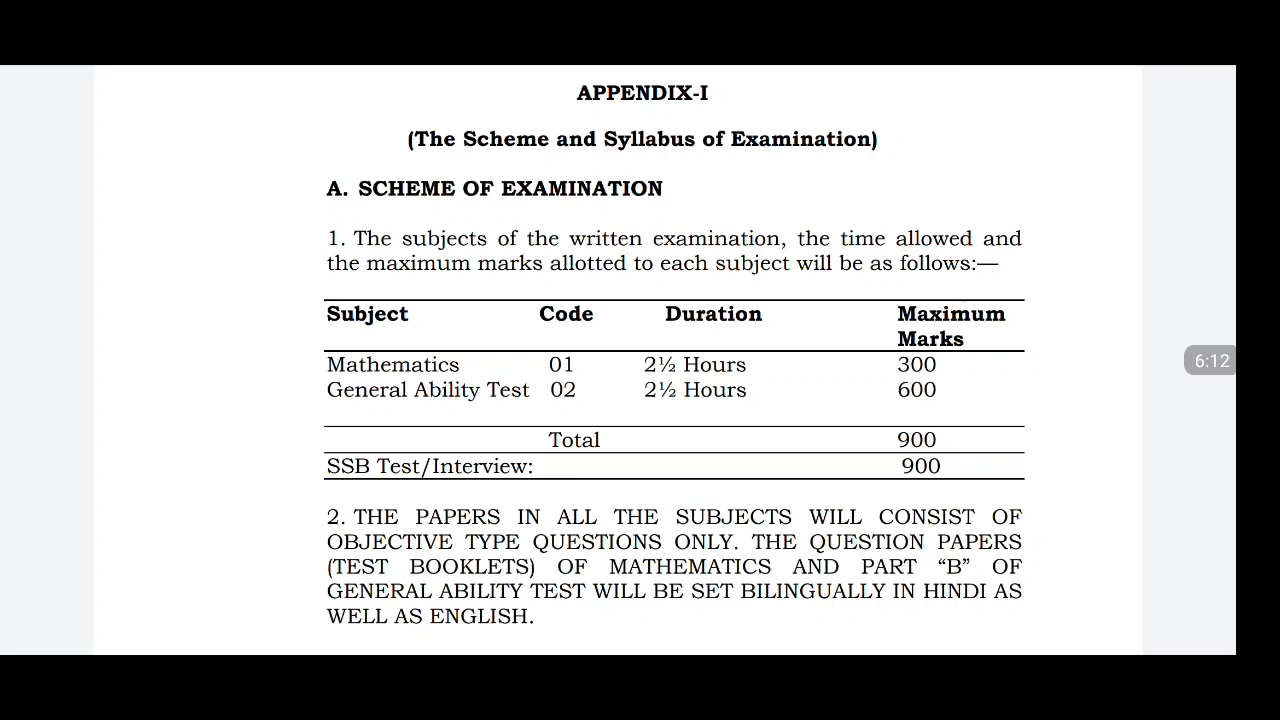 APPENDIX-I
(The Scheme and Syllabus of Examination)
A. SCHEME OF EXAMINATION
1. The subjects of the written examination, the time allowed and
the maximum marks allotted to each subject will be as follows:—
Subject Code Duration Maximum
Marks
Mathematics 01 2½ Hours 300
General Ability Test 02 2½ Hours 600
Total 900
SSB Test/Interview: 900
6:12
2. THE PAPERS IN ALL THE SUBJECTS WILL CONSIST OF
OBJECTIVE TYPE QUESTIONS ONLY. THE QUESTION PAPERS
(TEST BOOKLETS) OF MATHEMATICS AND PART “B” OF
GENERAL ABILITY TEST WILL BE SET BILINGUALLY IN HINDI AS
WELL AS ENGLISH.